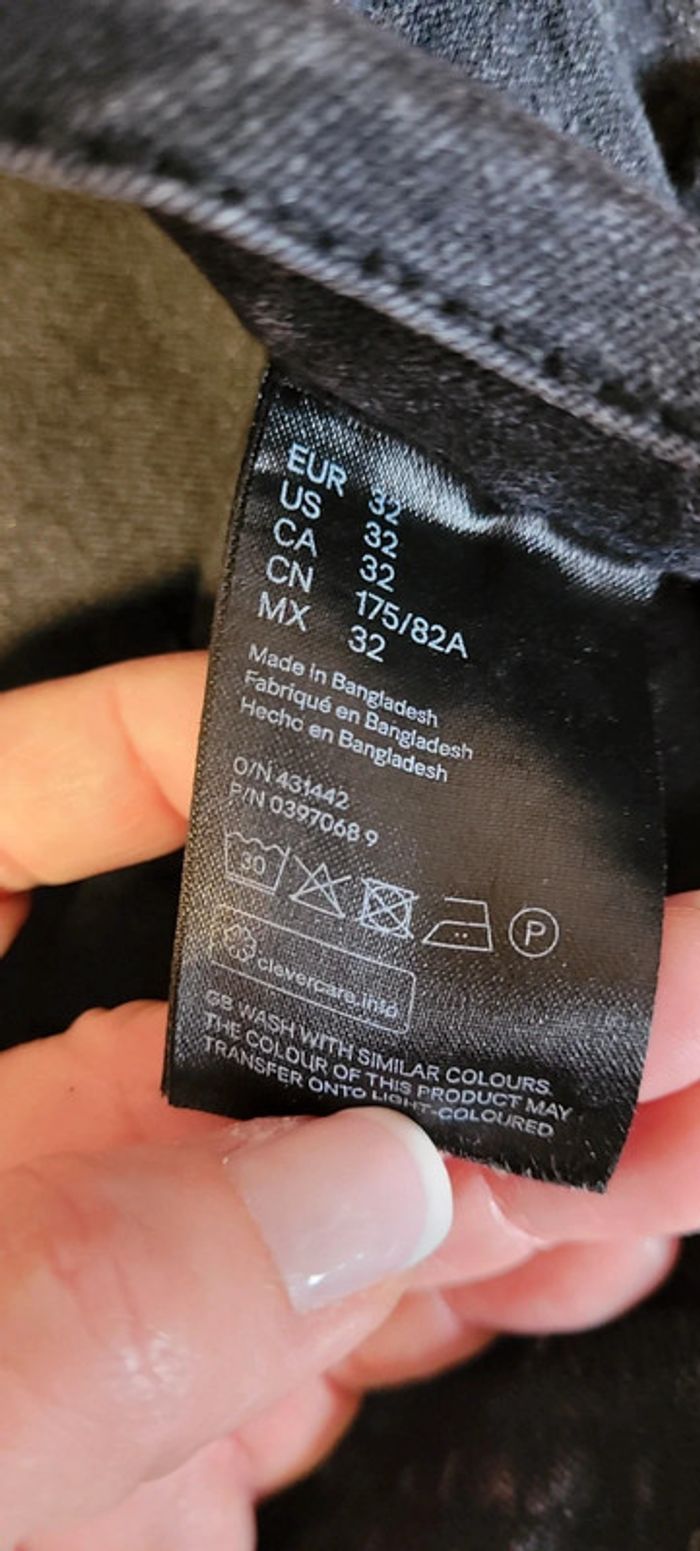 EUR 32
US 32
CA 32
CN 175/82A
MX 32
Made in Bangladesh
Fabriqué en Bangladesh
Hecho en Bangladesh
O/N 431442
P/N 0397068 9
30
P
clevercare.info
GB WASH WITH SIMILAR COLOURS.
THE COLOUR OF THIS PRODUCT MAY
TRANSFER ONTO LIGHT-COLOURED